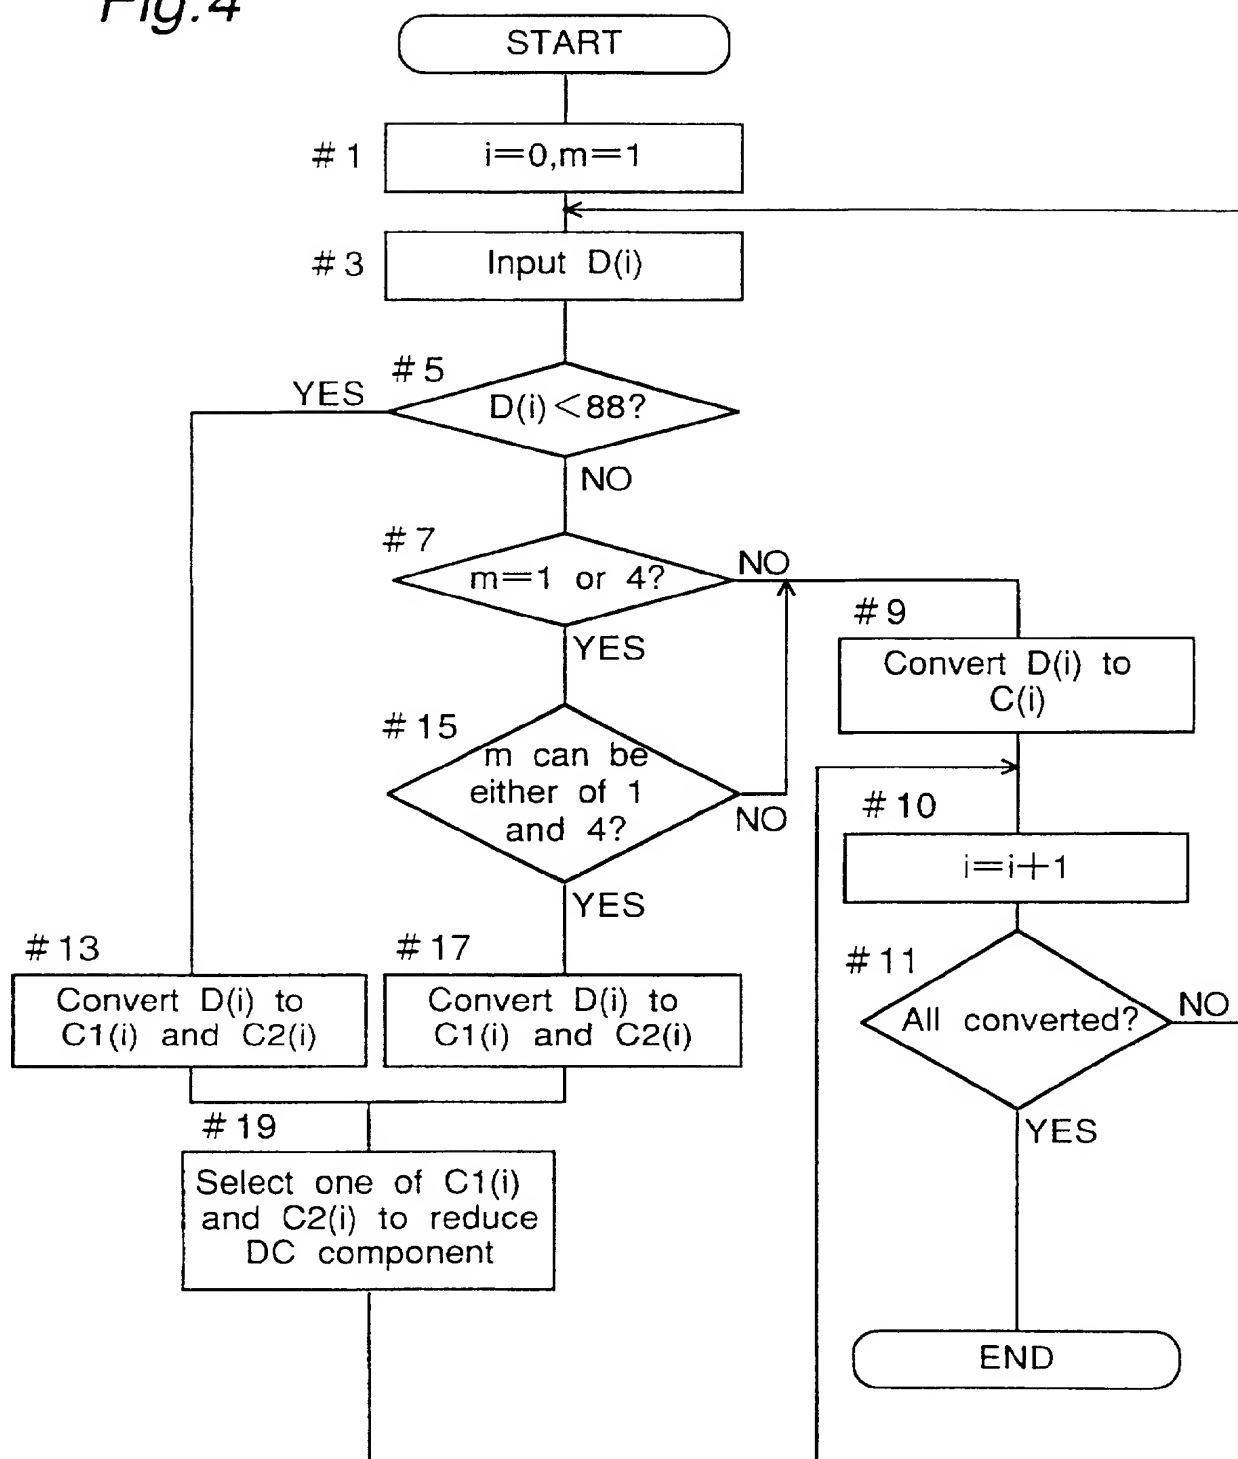 Fig.4
START
#1
i=0,m=1
#3
Input D(i)
#5
YES
D(i)<88?
NO
#7
m=1 or 4?
NO
YES
#9
Convert D(i) to
C(i)
#15
m can be
either of 1
and 4?
NO
YES
#10
i=i+1
#11
All converted?
NO
YES
#13
Convert D(i) to
C1(i) and C2(i)
#17
Convert D(i) to
C1(i) and C2(i)
#19
Select one of C1(i)
and C2(i) to reduce
DC component
END